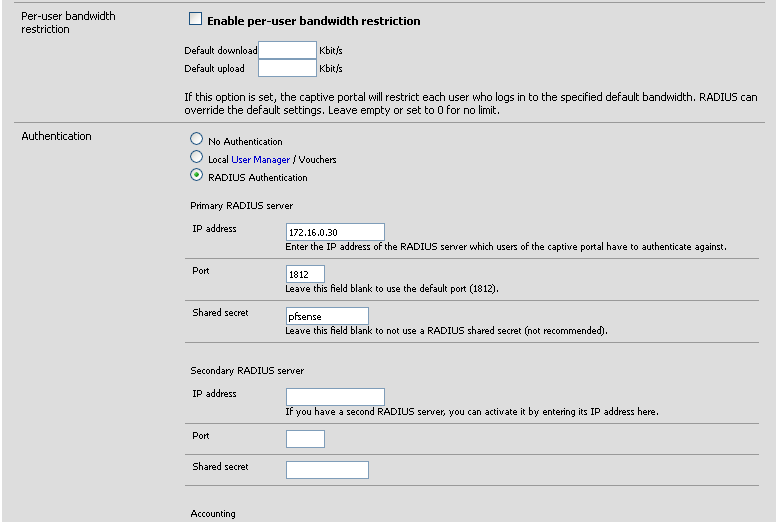 Per-user bandwidth
restriction
Enable per-user bandwidth restriction
Default download Kbit/s
Default upload Kbit/s
If this option is set, the captive portal will restrict each user who logs in to the specified default bandwidth. RADIUS can
override the default settings. Leave empty or set to 0 for no limit.
Authentication
No Authentication
Local User Manager / Vouchers
RADIUS Authentication
Primary RADIUS server
IP address
172.16.0.30
Enter the IP address of the RADIUS server which users of the captive portal have to authenticate against.
Port
1812
Leave this field blank to use the default port (1812).
Shared secret
pfsense
Leave this field blank to not use a RADIUS shared secret (not recommended).
Secondary RADIUS server
IP address
If you have a second RADIUS server, you can activate it by entering its IP address here.
Port
Shared secret
Accounting